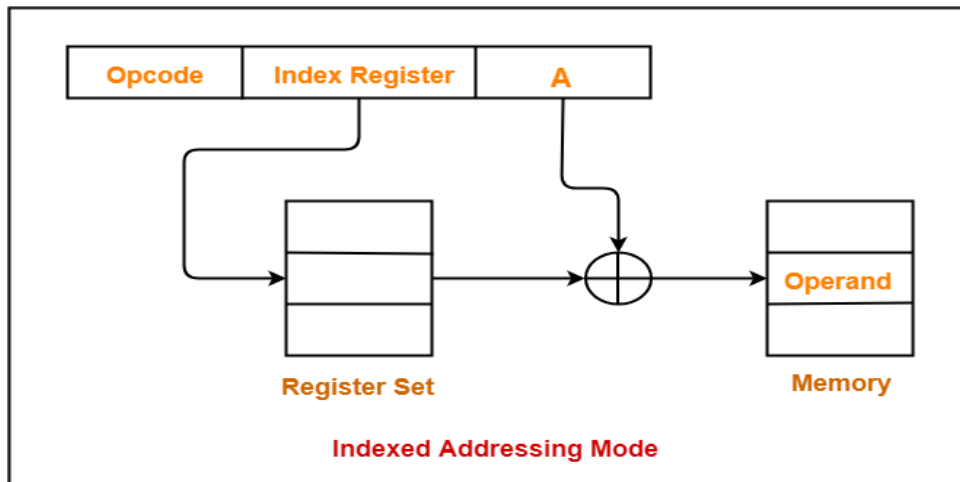 Opcode Index Register A
Operand
Register Set
Memory
Indexed Addressing Mode